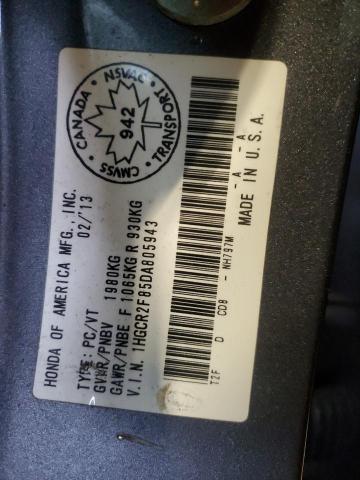 HONDA OF AMERICA MFG., INC.
02/'13
TYPE: PC/VT
GVWR/PNBV 1980KG
GAWR/PNBE F 1065KG R 930KG
V.I.N. 1HGCR2F85DA805943
CANADA · CMVSS 942 NSVAC · TRANSPORT
- A - A
MADE IN U.S.A.
T2F D CD8 - NH797M